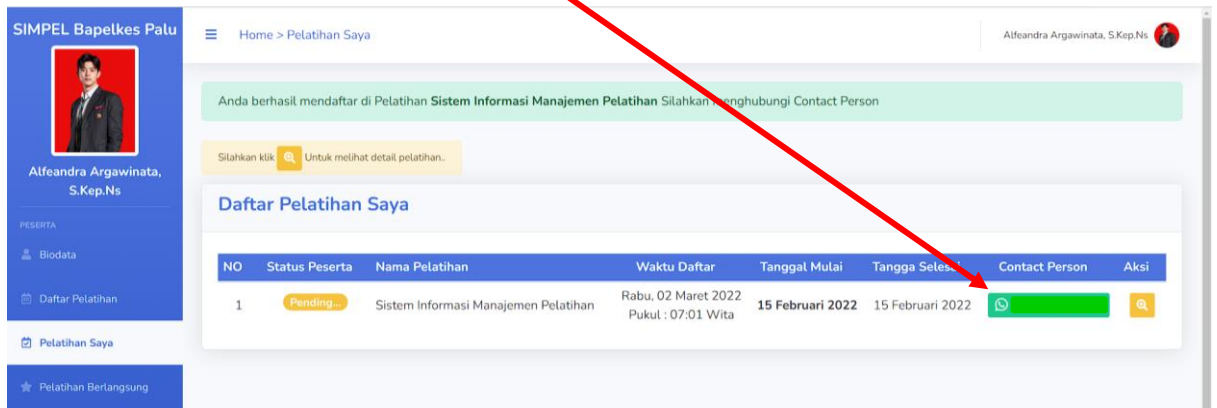 SIMPEL Bapelkes Palu
Alfeandra Argawinata,
S.Kep.Ns
PESERTA
Biodata
Daftar Pelatihan
Pelatihan Saya
Pelatihan Berlangsung
Home > Pelatihan Saya
Alfeandra Argawinata, S.Kep.Ns
Anda berhasil mendaftar di Pelatihan Sistem Informasi Manajemen Pelatihan Silahkan menghubungi Contact Person
Silahkan klik Untuk melihat detail pelatihan..
Daftar Pelatihan Saya
NO Status Peserta Nama Pelatihan Waktu Daftar Tanggal Mulai Tangga Selesai Contact Person Aksi
1 Pending... Sistem Informasi Manajemen Pelatihan Rabu, 02 Maret 2022 15 Februari 2022 15 Februari 2022
Pukul : 07:01 Wita